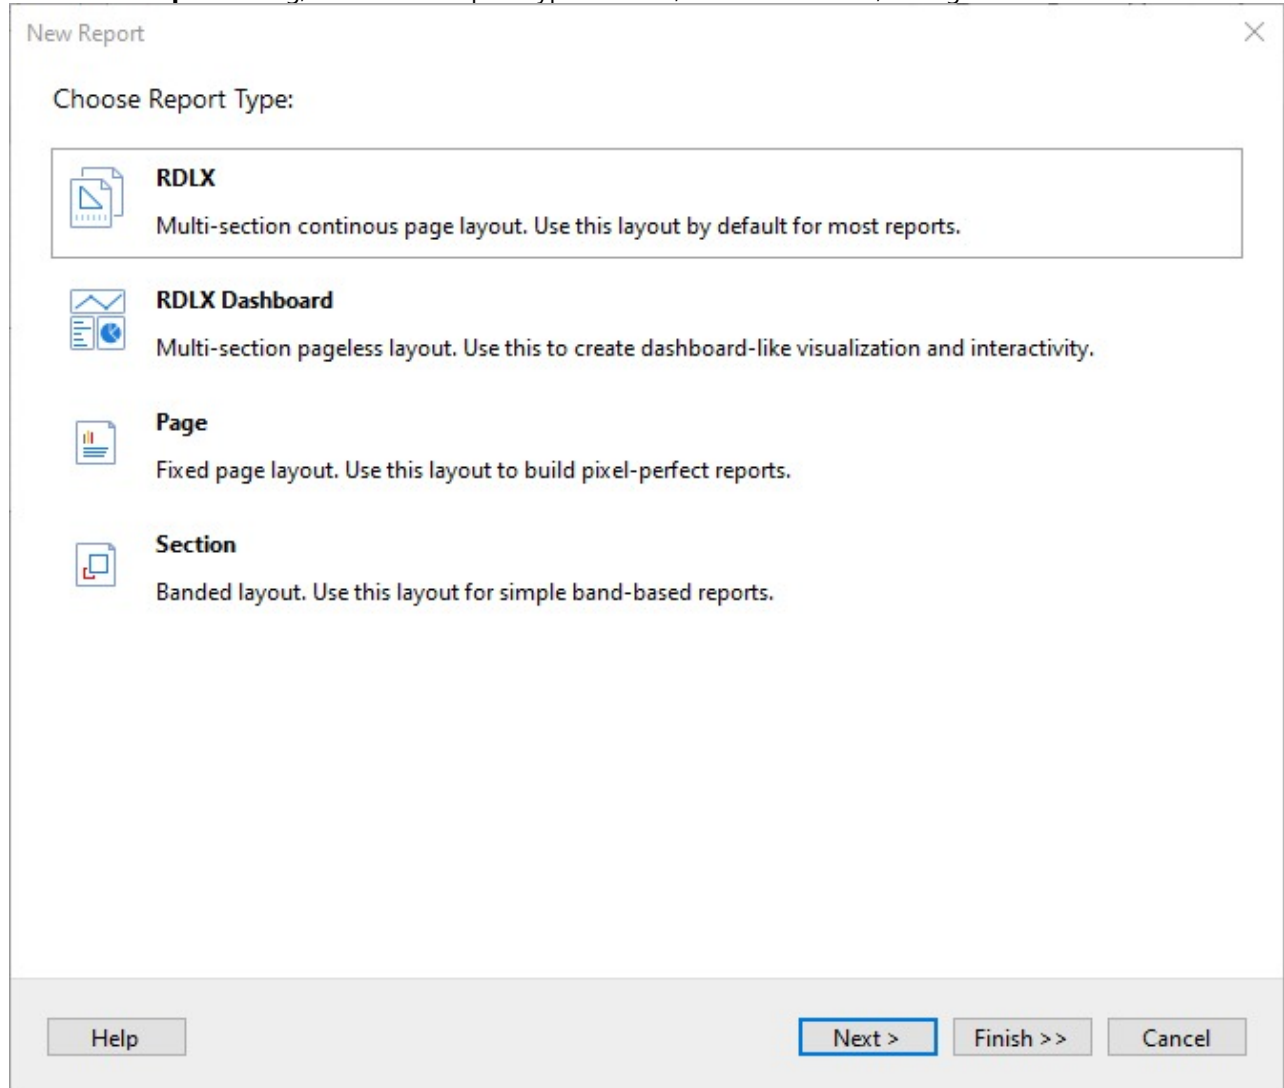 New Report
Choose Report Type:
RDLX
Multi-section continous page layout. Use this layout by default for most reports.
RDLX Dashboard
Multi-section pageless layout. Use this to create dashboard-like visualization and interactivity.
Page
Fixed page layout. Use this layout to build pixel-perfect reports.
Section
Banded layout. Use this layout for simple band-based reports.
Help
Next >
Finish >>
Cancel